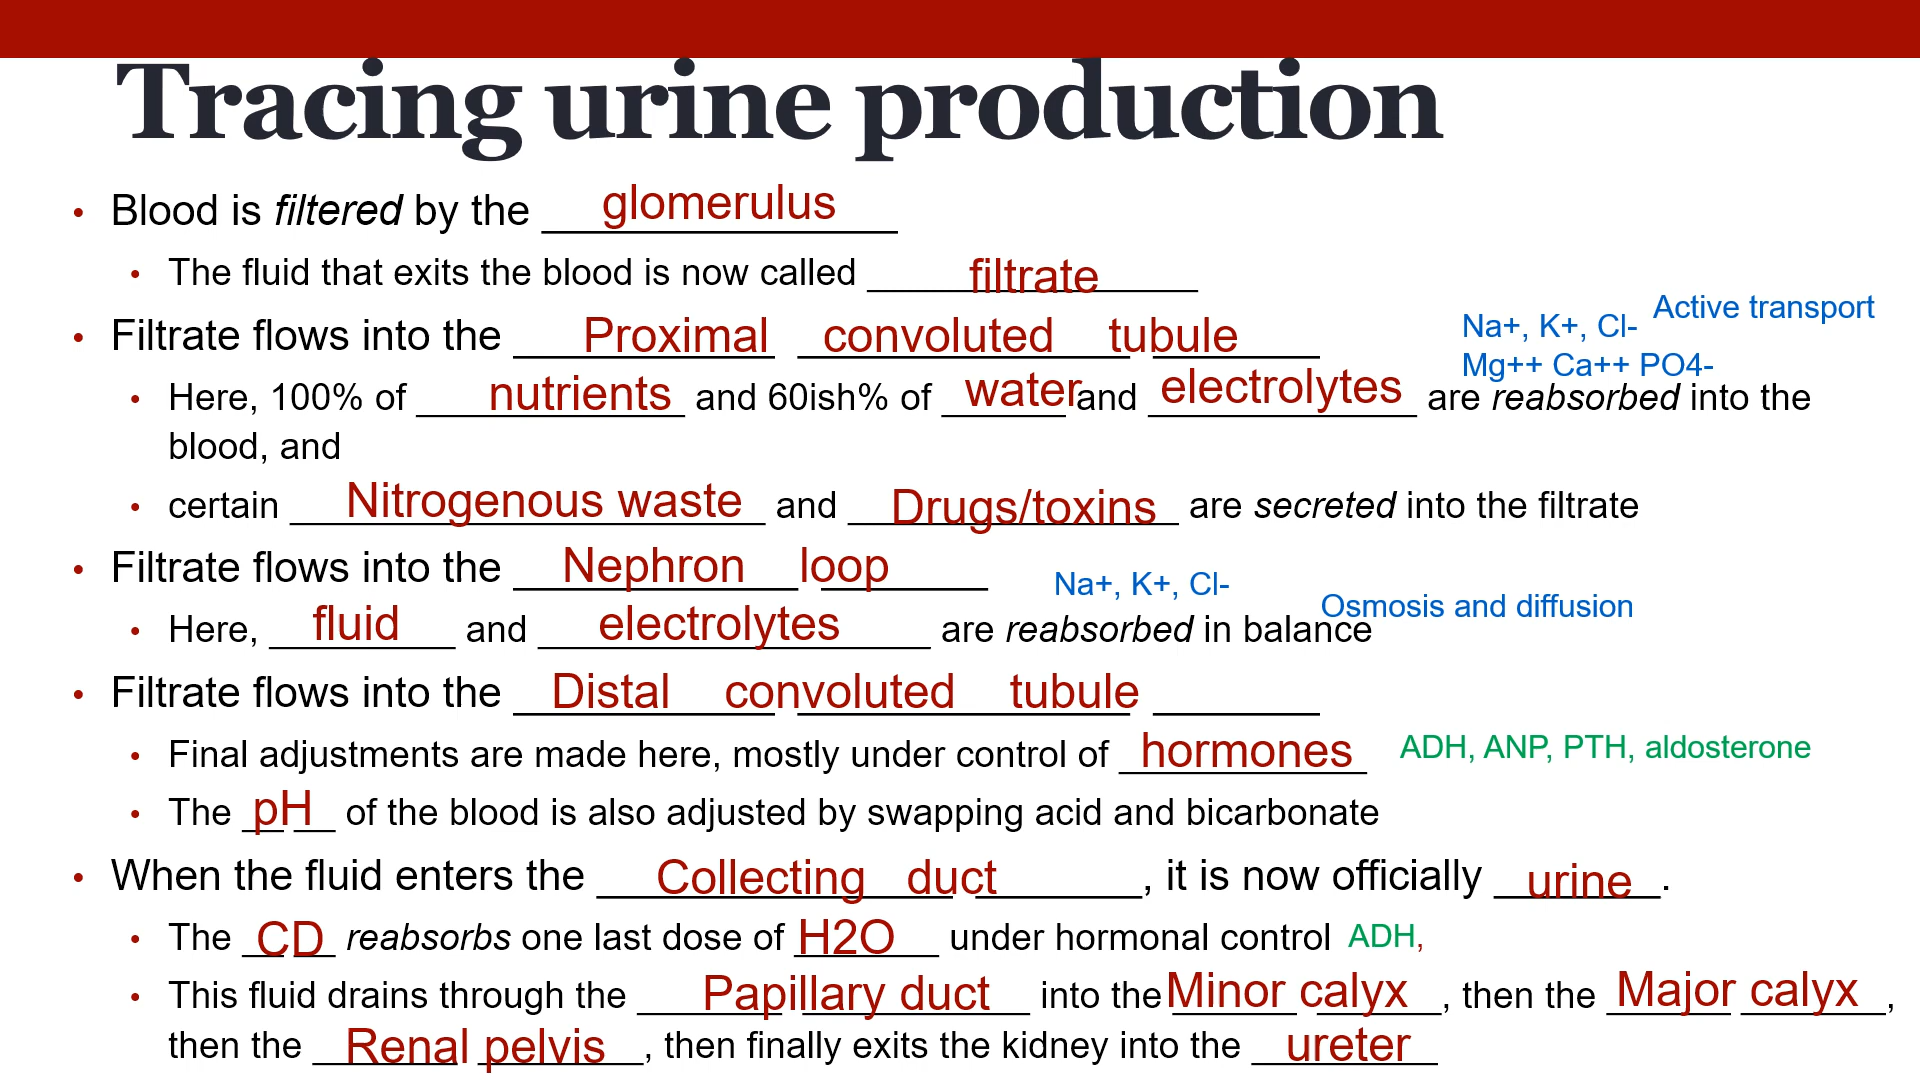 Tracing urine production
• Blood is filtered by the glomerulus
• The fluid that exits the blood is now called filtrate
• Filtrate flows into the Proximal convoluted tubule
Na+, K+, Cl- Active transport
Mg++ Ca++ PO4-
• Here, 100% of nutrients and 60ish% of water and electrolytes are reabsorbed into the
blood, and
• certain Nitrogenous waste and Drugs/toxins are secreted into the filtrate
• Filtrate flows into the Nephron loop
Na+, K+, Cl- Osmosis and diffusion
• Here, fluid and electrolytes are reabsorbed in balance
• Filtrate flows into the Distal convoluted tubule
• Final adjustments are made here, mostly under control of hormones ADH, ANP, PTH, aldosterone
• The pH of the blood is also adjusted by swapping acid and bicarbonate
• When the fluid enters the Collecting duct, it is now officially urine.
• The CD reabsorbs one last dose of H2O under hormonal control ADH,
• This fluid drains through the Papillary duct into the Minor calyx, then the Major calyx,
then the Renal pelvis, then finally exits the kidney into the ureter